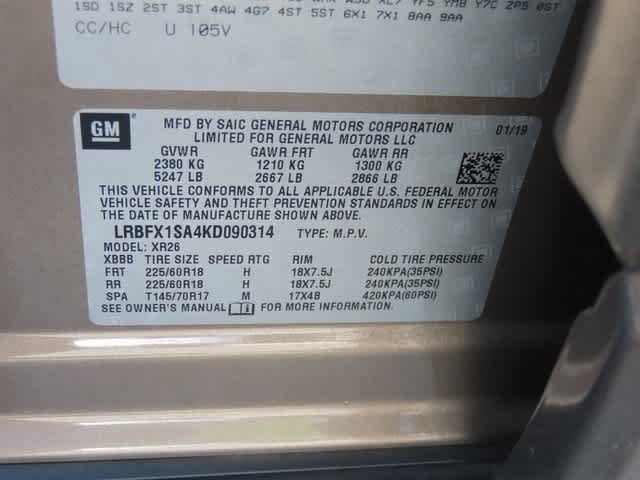 1SD 1SZ 2ST 3ST 4AW 4G7 4ST 5ST 6X1 7X1 8AA 9AA
CC/HC U 105V
GM
MFD BY SAIC GENERAL MOTORS CORPORATION 01/19
LIMITED FOR GENERAL MOTORS LLC
GVWR GAWR FRT GAWR RR
2380 KG 1210 KG 1300 KG
5247 LB 2667 LB 2866 LB
THIS VEHICLE CONFORMS TO ALL APPLICABLE U.S. FEDERAL MOTOR
VEHICLE SAFETY AND THEFT PREVENTION STANDARDS IN EFFECT ON
THE DATE OF MANUFACTURE SHOWN ABOVE.
LRBFX1SA4KD090314 TYPE: M.P.V.
MODEL: XR26
XBBB TIRE SIZE SPEED RTG RIM COLD TIRE PRESSURE
FRT 225/60R18 H 18X7.5J 240KPA(35PSI)
RR 225/60R18 H 18X7.5J 240KPA(35PSI)
SPA T145/70R17 M 17X4B 420KPA(60PSI)
SEE OWNER'S MANUAL FOR MORE INFORMATION.